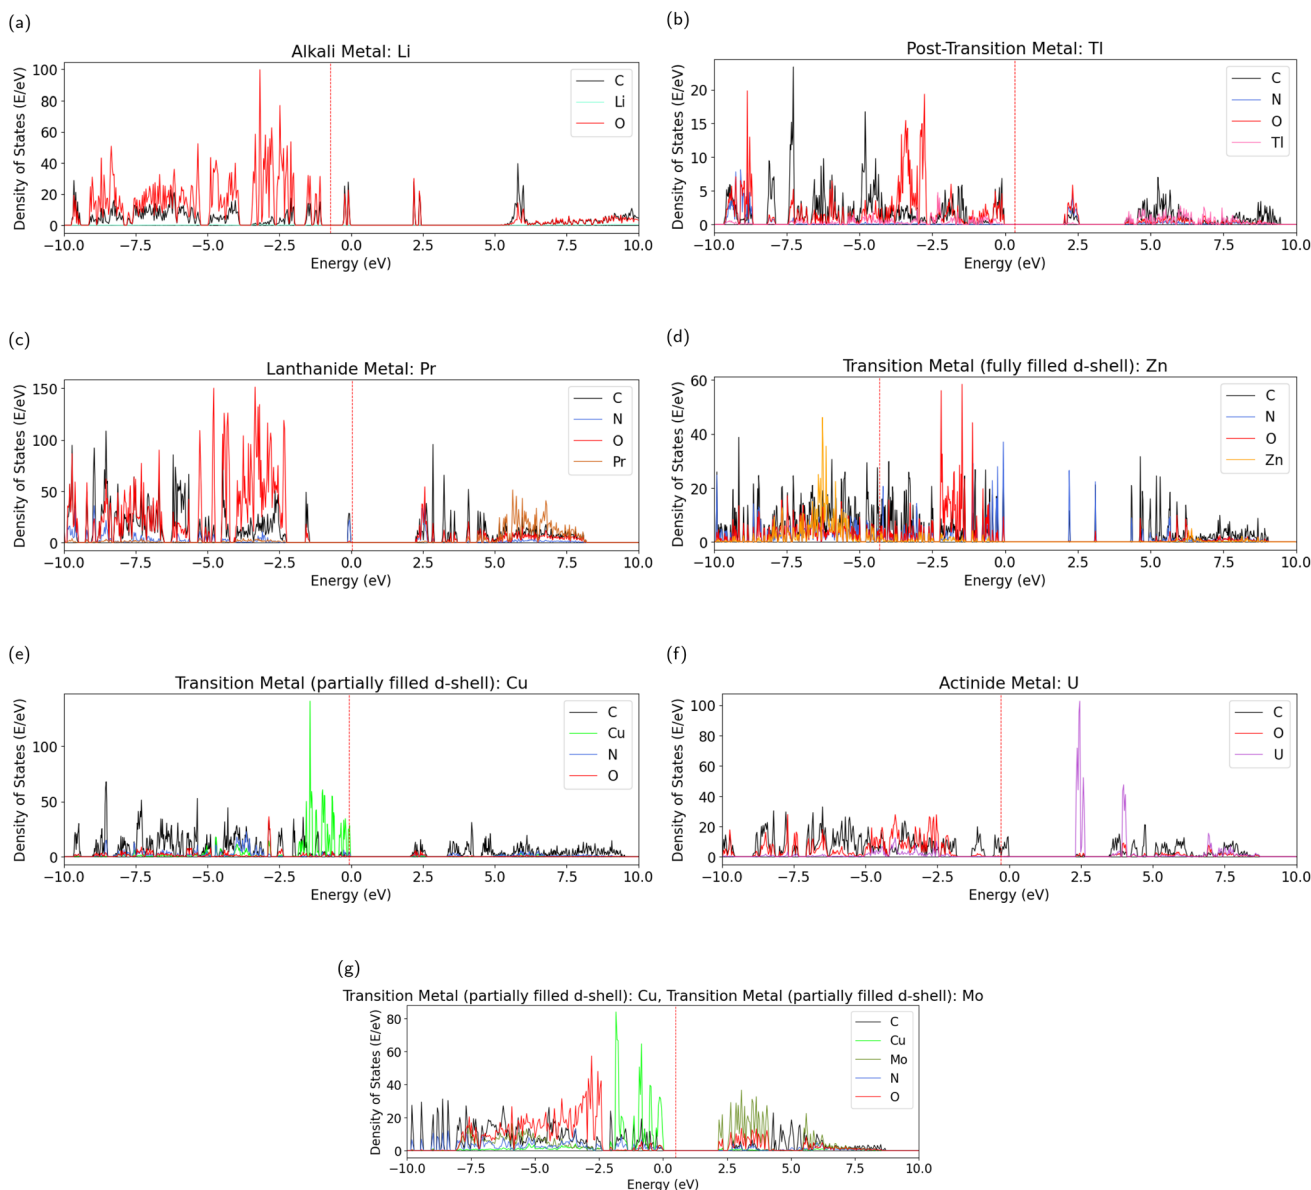 (a)
Alkali Metal: Li
Density of States (E/eV)
100
80
60
40
20
0
C
Li
O
−10.0 −7.5 −5.0 −2.5 0.0 2.5 5.0 7.5 10.0
Energy (eV)
(b)
Post-Transition Metal: Tl
Density of States (E/eV)
20
15
10
5
0
C
N
O
Tl
−10.0 −7.5 −5.0 −2.5 0.0 2.5 5.0 7.5 10.0
Energy (eV)
(c)
Lanthanide Metal: Pr
Density of States (E/eV)
150
100
50
0
C
N
O
Pr
−10.0 −7.5 −5.0 −2.5 0.0 2.5 5.0 7.5 10.0
Energy (eV)
(d)
Transition Metal (fully filled d-shell): Zn
Density of States (E/eV)
60
40
20
0
C
N
O
Zn
−10.0 −7.5 −5.0 −2.5 0.0 2.5 5.0 7.5 10.0
Energy (eV)
(e)
Transition Metal (partially filled d-shell): Cu
Density of States (E/eV)
100
50
0
C
Cu
N
O
−10.0 −7.5 −5.0 −2.5 0.0 2.5 5.0 7.5 10.0
Energy (eV)
(f)
Actinide Metal: U
Density of States (E/eV)
100
80
60
40
20
0
C
O
U
−10.0 −7.5 −5.0 −2.5 0.0 2.5 5.0 7.5 10.0
Energy (eV)
(g)
Transition Metal (partially filled d-shell): Cu, Transition Metal (partially filled d-shell): Mo
Density of States (E/eV)
80
60
40
20
0
C
Cu
Mo
N
O
−10.0 −7.5 −5.0 −2.5 0.0 2.5 5.0 7.5 10.0
Energy (eV)